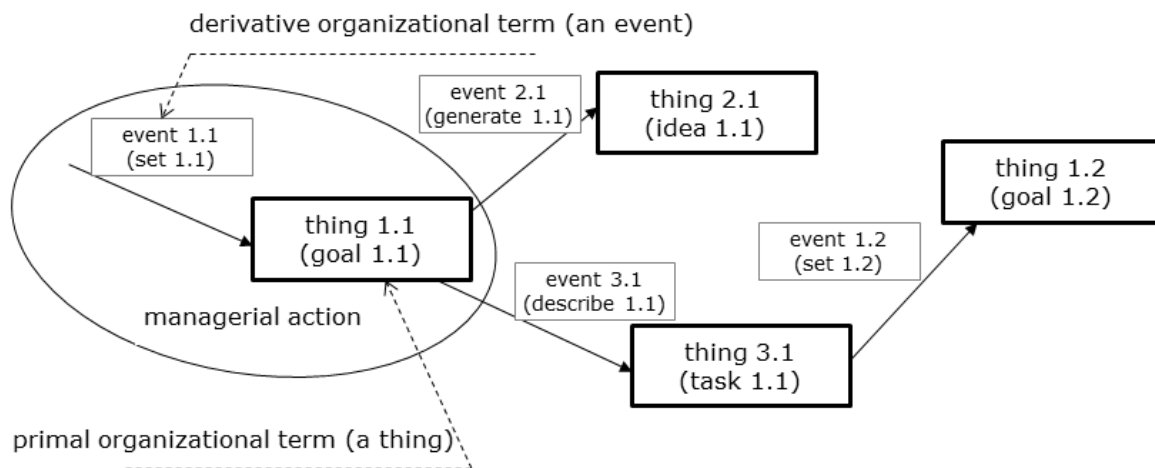 derivative organizational term (an event)
event 1.1
(set 1.1)
event 2.1
(generate 1.1)
thing 2.1
(idea 1.1)
thing 1.1
(goal 1.1)
thing 1.2
(goal 1.2)
event 1.2
(set 1.2)
event 3.1
(describe 1.1)
managerial action
thing 3.1
(task 1.1)
primal organizational term (a thing)